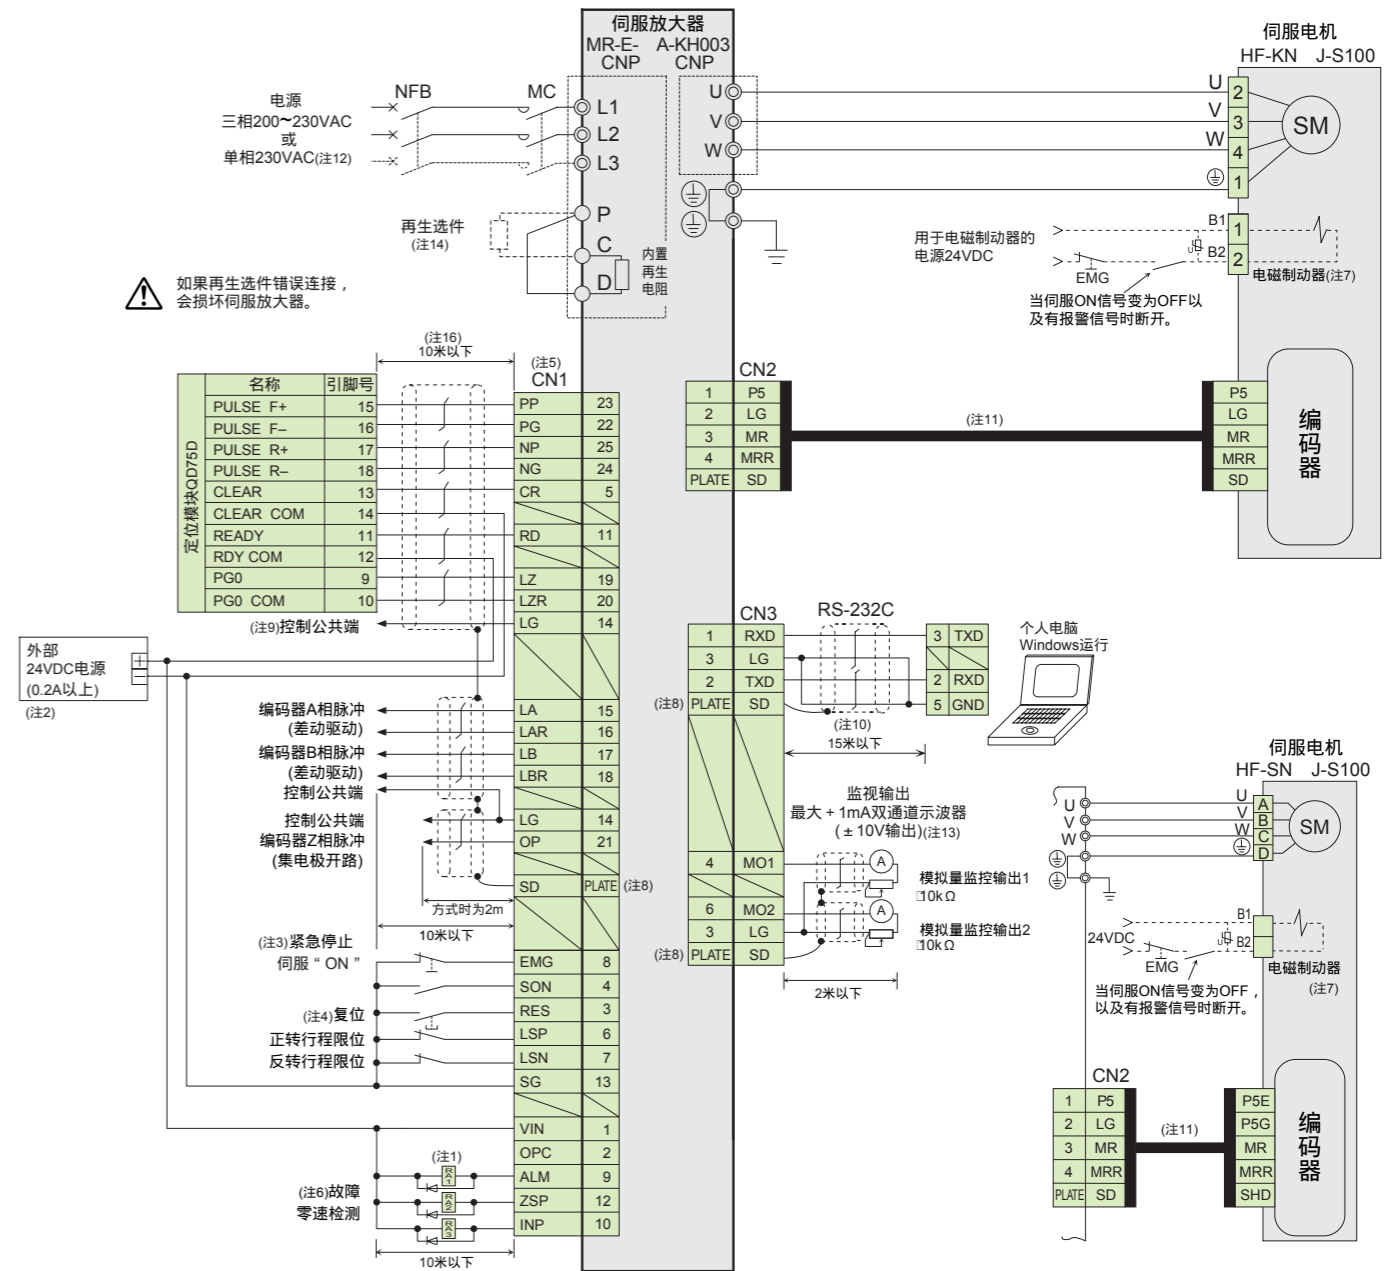 伺服放大器
MR-E- A-KH003
CNP CNP
电源
三相200~230VAC
或
单相230VAC(注12)
NFB
MC
L1
L2
L3
P
C
D
再生选件
(注14)
内置
再生
电阻
如果再生选件错误连接，
会损坏伺服放大器。
U
V
W
伺服电机
HF-KN J-S100
U 2
V 3
W 4
1
SM
用于电磁制动器的
电源24VDC
EMG
U
B1 1
B2 2
电磁制动器(注7)
当伺服ON信号变为OFF以
及有报警信号时断开。
(注16)
10米以下
(注5)
CN1
定位模块QD75D
名称 引脚号
PULSE F+ 15
PULSE F– 16
PULSE R+ 17
PULSE R– 18
CLEAR 13
CLEAR COM 14
READY 11
RDY COM 12
PG0 9
PG0 COM 10
(注9)控制公共端
PP 23
PG 22
NP 25
NG 24
CR 5
RD 11
LZ 19
LZR 20
LG 14
LA 15
LAR 16
LB 17
LBR 18
LG 14
OP 21
SD PLATE (注8)
EMG 8
SON 4
RES 3
LSP 6
LSN 7
SG 13
VIN 1
OPC 2
ALM 9
ZSP 12
INP 10
外部
24VDC电源
(0.2A以上)
+
−
(注2)
编码器A相脉冲
(差动驱动)
编码器B相脉冲
(差动驱动)
控制公共端
控制公共端
编码器Z相脉冲
(集电极开路)
方式时为2m
10米以下
(注3)紧急停止
伺服“ON”
(注4)复位
正转行程限位
反转行程限位
(注1)
RA1
RA2
RA3
(注6)故障
零速检测
10米以下
CN2
1 P5
2 LG
3 MR
4 MRR
PLATE SD
(注11)
P5
LG
MR
MRR
SD
编码器
CN3
RS-232C
1 RXD
3 LG
2 TXD
(注8) PLATE SD
3 TXD
2 RXD
5 GND
(注10)
15米以下
个人电脑
Windows运行
监视输出
最大+1mA双通道示波器
(±10V输出)(注13)
4 MO1
6 MO2
3 LG
(注8) PLATE SD
A
A
模拟量监控输出1
10kΩ
模拟量监控输出2
10kΩ
2米以下
伺服电机
HF-SN J-S100
U
V
W
U A
V B
W C
D
SM
24VDC
EMG
U
B1
B2
电磁制动器
(注7)
当伺服ON信号变为OFF，
以及有报警信号时断开。
CN2
1 P5
2 LG
3 MR
4 MRR
PLATE SD
(注11)
P5E
P5G
MR
MRR
SHD
编码器